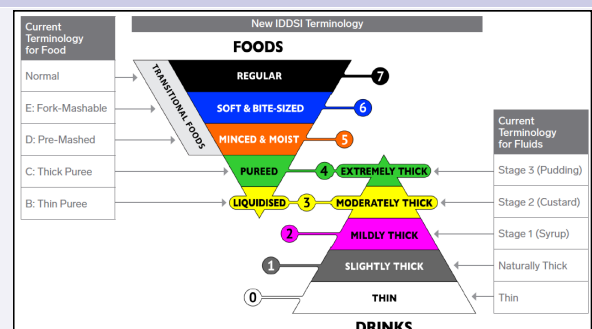 Current
Terminology
for Food
New IDDSI Terminology
FOODS
Normal
E: Fork-Mashable
D: Pre-Mashed
C: Thick Puree
B: Thin Puree
TRANSITIONAL FOODS
REGULAR
7
SOFT & BITE-SIZED
6
MINCED & MOIST
5
PUREED
4
EXTREMELY THICK
LIQUIDISED
3
MODERATELY THICK
2
MILDLY THICK
1
SLIGHTLY THICK
0
THIN
DRINKS
Current
Terminology
for Fluids
Stage 3 (Pudding)
Stage 2 (Custard)
Stage 1 (Syrup)
Naturally Thick
Thin